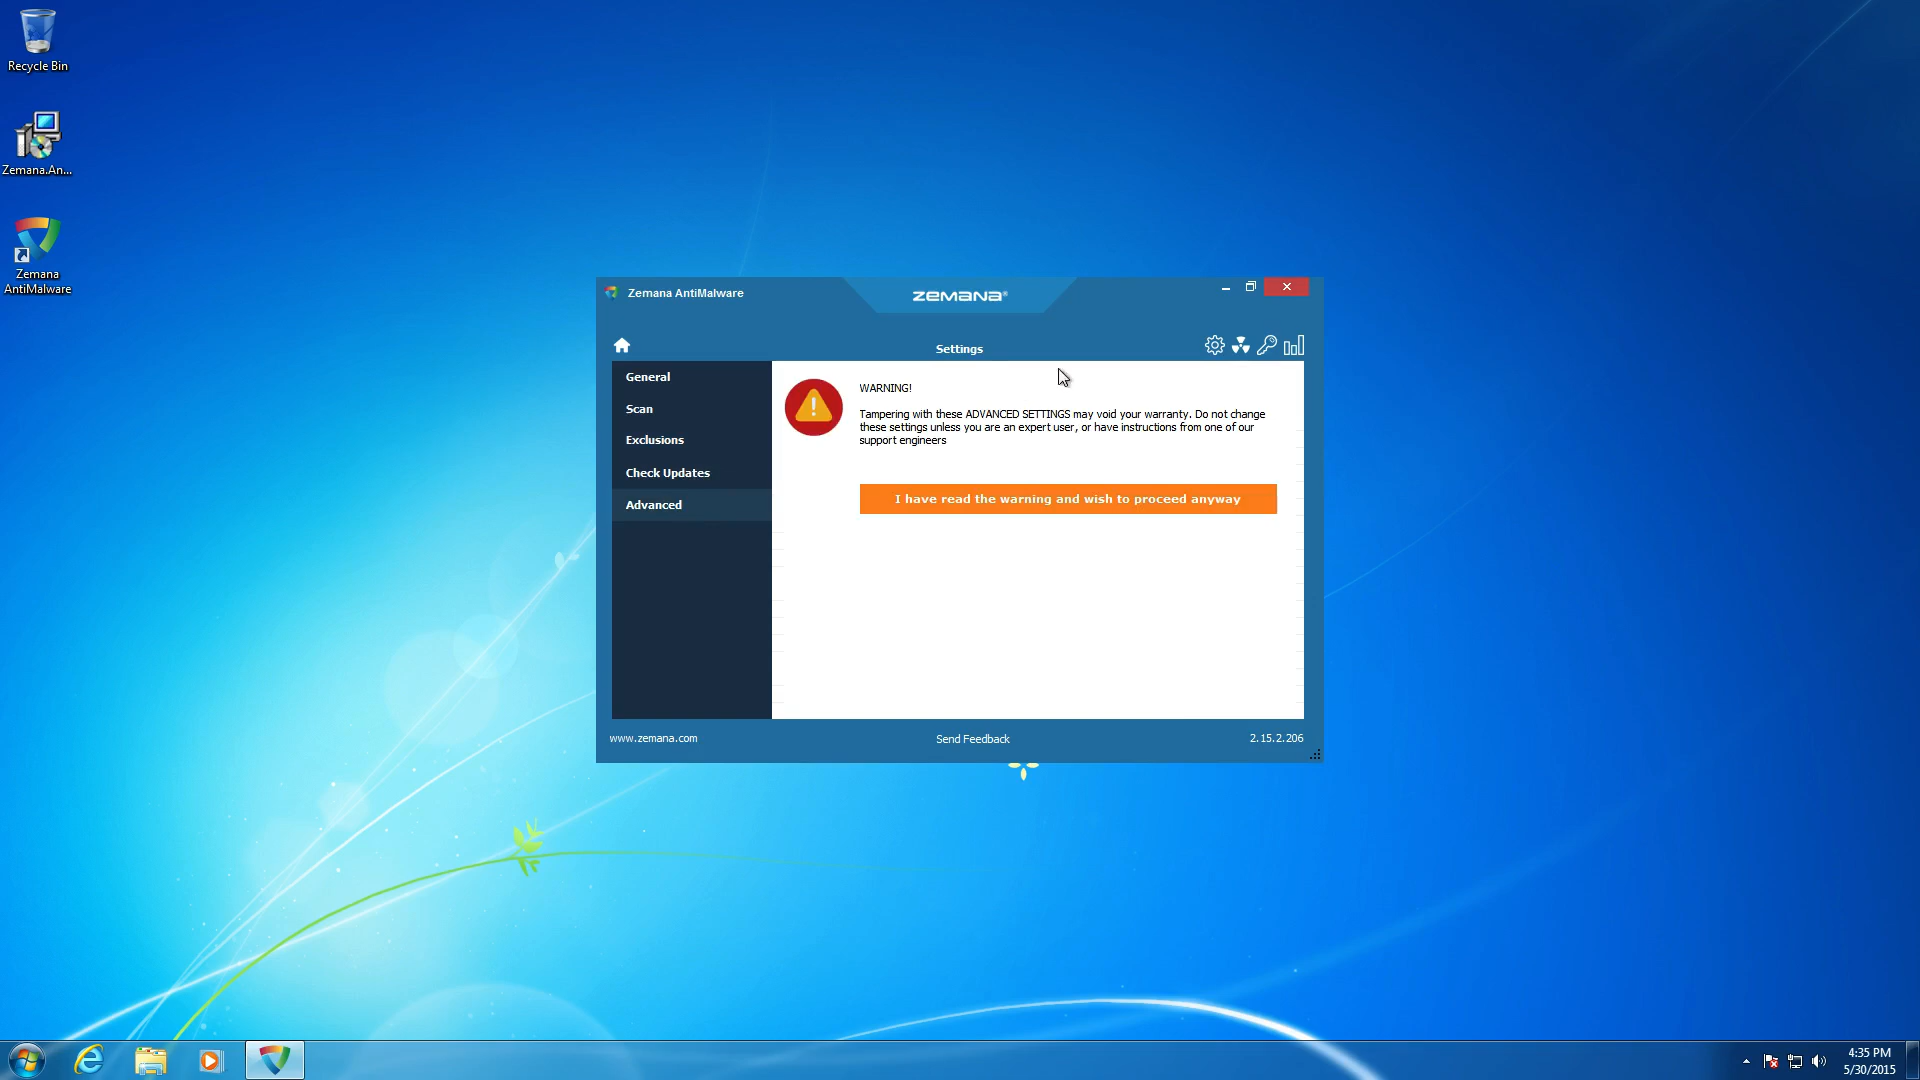 Recycle Bin
Zemana.An...
Zemana
AntiMalware
Zemana AntiMalware
ZEMANA®
Settings
General
Scan
Exclusions
Check Updates
Advanced
WARNING!
Tampering with these ADVANCED SETTINGS may void your warranty. Do not change
these settings unless you are an expert user, or have instructions from one of our
support engineers
I have read the warning and wish to proceed anyway
www.zemana.com
Send Feedback
2.15.2.206
4:35 PM
5/30/2015